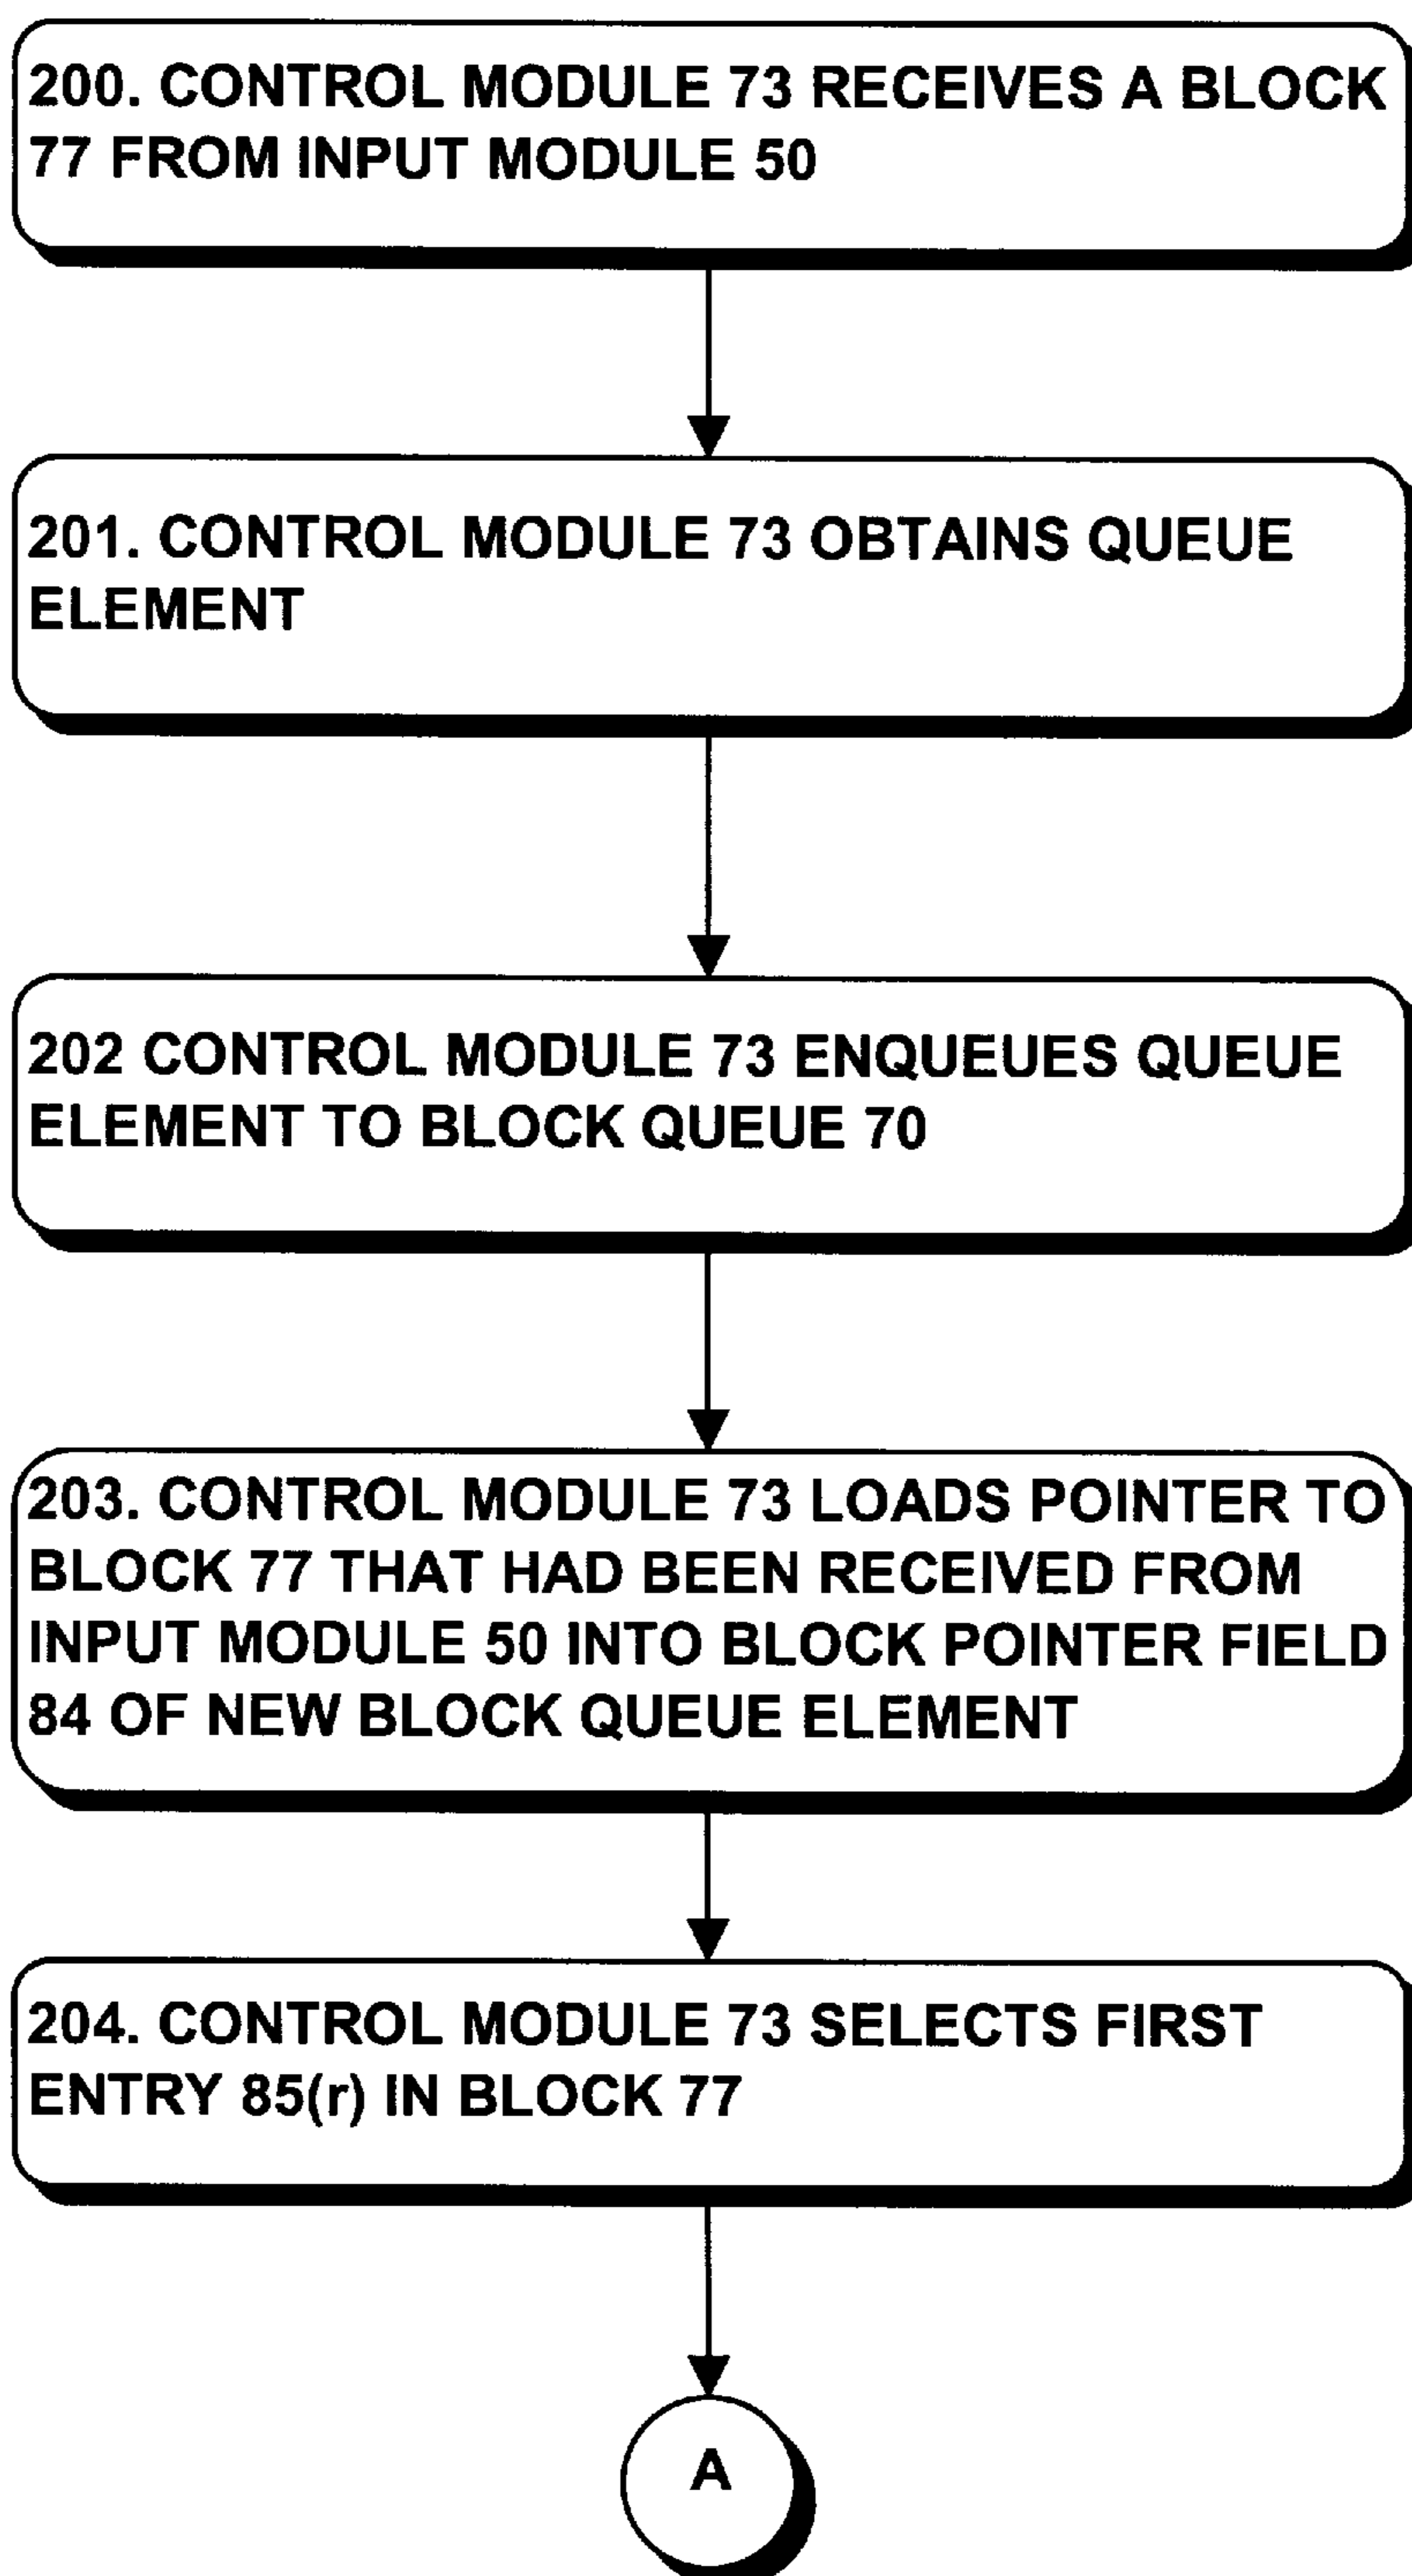 200. CONTROL MODULE 73 RECEIVES A BLOCK
77 FROM INPUT MODULE 50
201. CONTROL MODULE 73 OBTAINS QUEUE
ELEMENT
202 CONTROL MODULE 73 ENQUEUES QUEUE
ELEMENT TO BLOCK QUEUE 70
203. CONTROL MODULE 73 LOADS POINTER TO
BLOCK 77 THAT HAD BEEN RECEIVED FROM
INPUT MODULE 50 INTO BLOCK POINTER FIELD
84 OF NEW BLOCK QUEUE ELEMENT
204. CONTROL MODULE 73 SELECTS FIRST
ENTRY 85(r) IN BLOCK 77
A